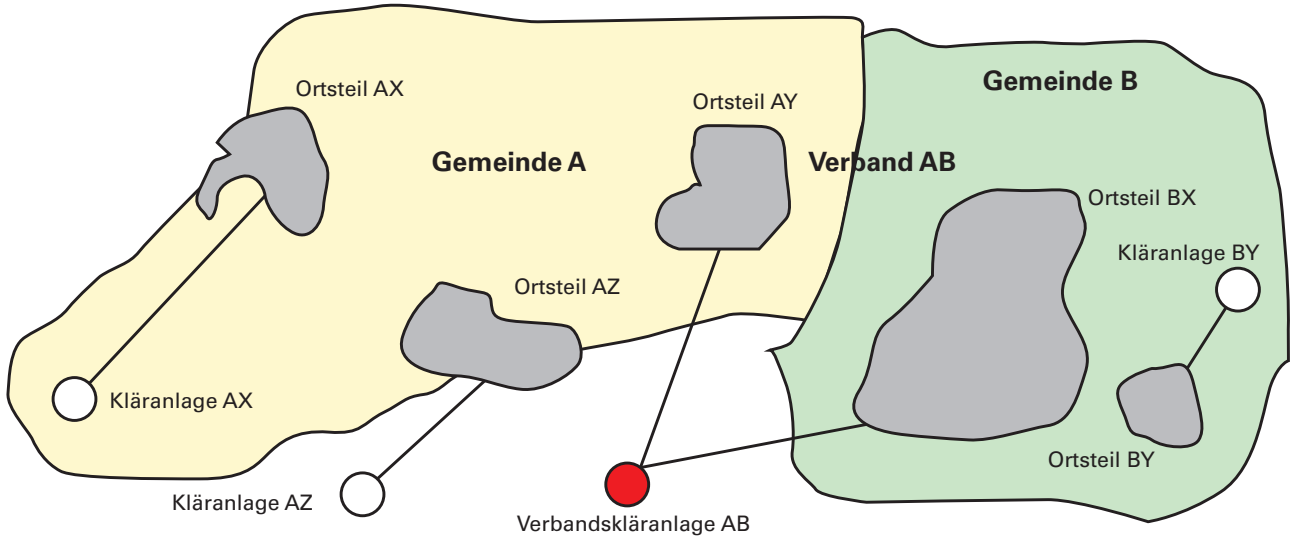 Gemeinde B
Ortsteil AX
Ortsteil AY
Gemeinde A
Verband AB
Ortsteil BX
Kläranlage BY
Ortsteil AZ
Kläranlage AX
Ortsteil BY
Kläranlage AZ
Verbandskläranlage AB